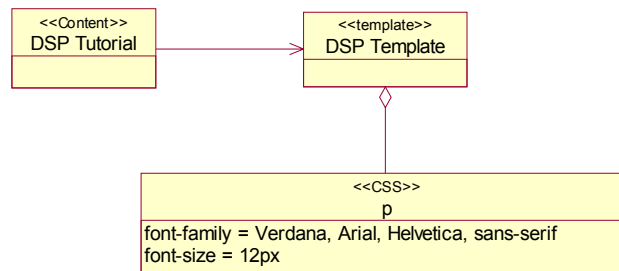 <<Content>>
DSP Tutorial
<<template>>
DSP Template
<<CSS>>
p
font-family = Verdana, Arial, Helvetica, sans-serif
font-size = 12px